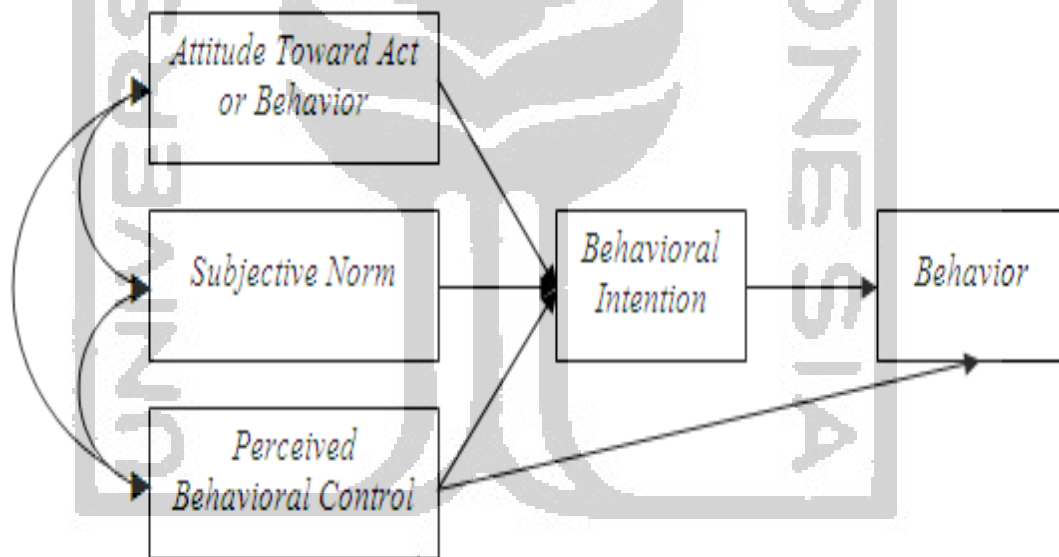 Attitude Toward Act
or Behavior
Subjective Norm
Perceived
Behavioral Control
Behavioral
Intention
Behavior